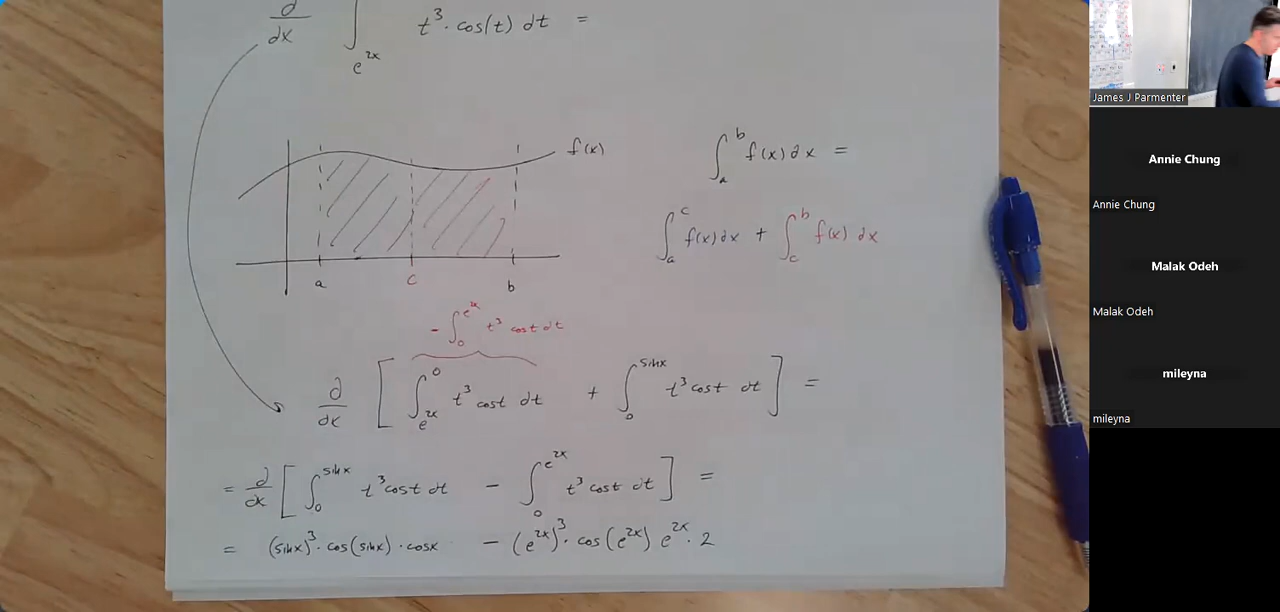 d/dx ∫_{e^{2x}} t³·cos(t) dt =
f(x)
a c b
∫_a^b f(x)dx =
∫_a^c f(x)dx + ∫_c^b f(x) dx
- ∫_0^{e^{2x}} t³ cost dt
d/dx [ ∫_{e^{2x}}^0 t³ cost dt + ∫_0^{sinx} t³cost dt ] =
= d/dx [ ∫_0^{sinx} t³cost dt - ∫_0^{e^{2x}} t³ cost dt ] =
= (sinx)³·cos(sinx)·cosx - (e^{2x})³·cos(e^{2x}) e^{2x}·2
James J Parmenter
Annie Chung
Annie Chung
Malak Odeh
Malak Odeh
mileyna
mileyna